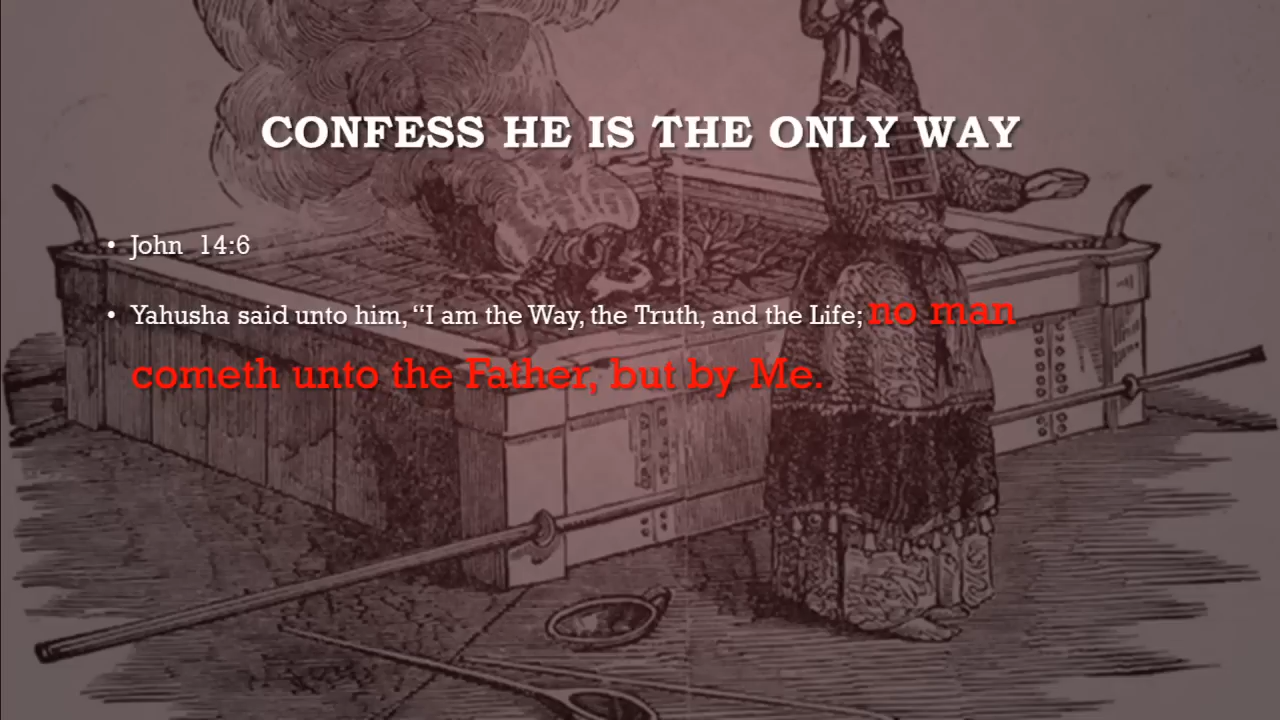 CONFESS HE IS THE ONLY WAY
• John 14:6
• Yahusha said unto him, “I am the Way, the Truth, and the Life; no man
cometh unto the Father, but by Me.